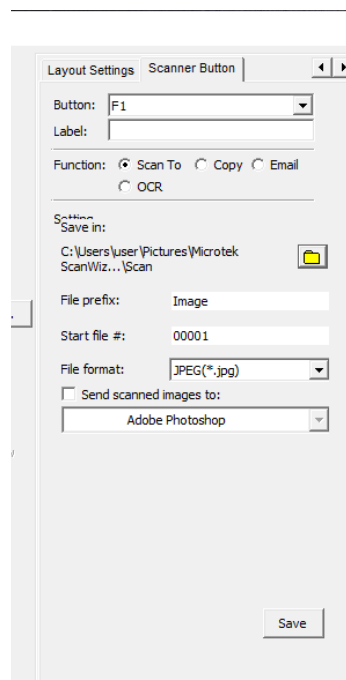 Layout Settings Scanner Button
Button: F1
Label:
Function: Scan To Copy Email
OCR
Setting
Save in:
C:\Users\user\Pictures\Microtek
ScanWiz...\Scan
File prefix: Image
Start file #: 00001
File format: JPEG(*.jpg)
Send scanned images to:
Adobe Photoshop
Save